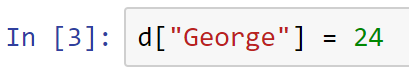 In [3]: d["George"] = 24